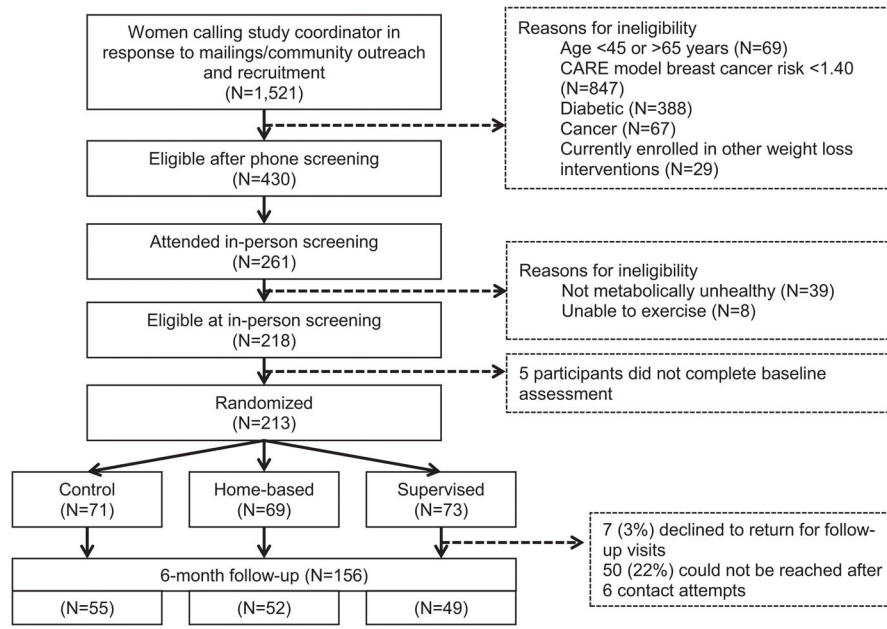 Women calling study coordinator in
response to mailings/community outreach
and recruitment
(N=1,521)
Reasons for ineligibility
Age <45 or >65 years (N=69)
CARE model breast cancer risk <1.40
(N=847)
Diabetic (N=388)
Cancer (N=67)
Currently enrolled in other weight loss
interventions (N=29)
Eligible after phone screening
(N=430)
Attended in-person screening
(N=261)
Reasons for ineligibility
Not metabolically unhealthy (N=39)
Unable to exercise (N=8)
Eligible at in-person screening
(N=218)
5 participants did not complete baseline
assessment
Randomized
(N=213)
Control
(N=71)
Home-based
(N=69)
Supervised
(N=73)
7 (3%) declined to return for follow-
up visits
50 (22%) could not be reached after
6 contact attempts
6-month follow-up (N=156)
(N=55)
(N=52)
(N=49)